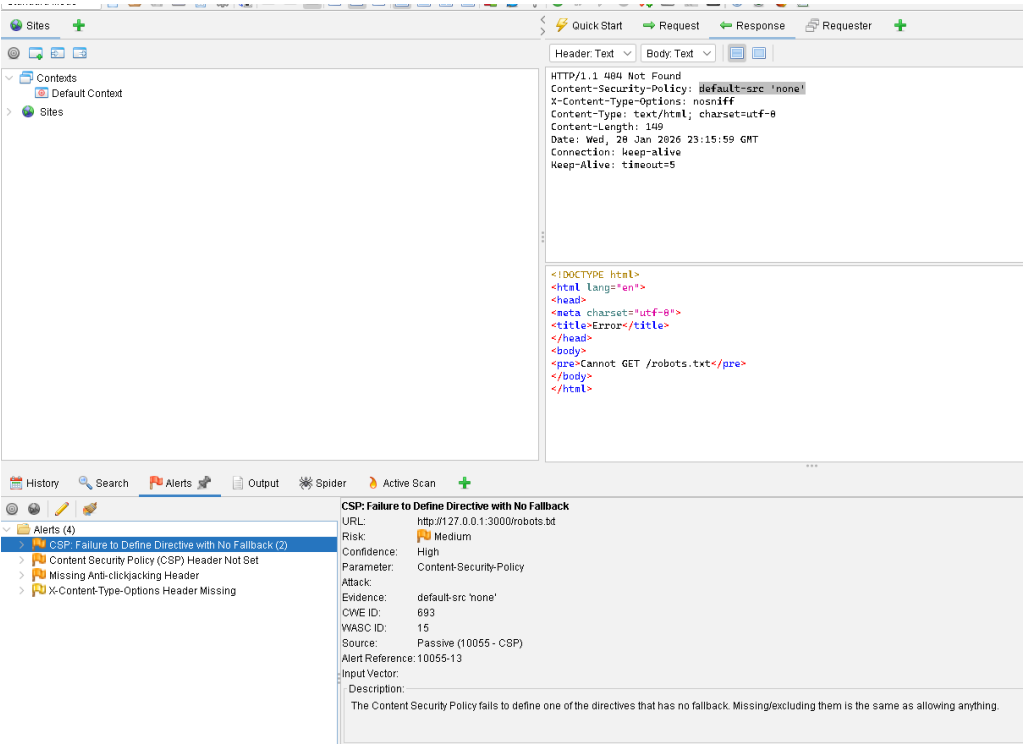 Sites
Quick Start
Request
Response
Requester
Header: Text
Body: Text
Contexts
Default Context
Sites
HTTP/1.1 404 Not Found
Content-Security-Policy: default-src 'none'
X-Content-Type-Options: nosniff
Content-Type: text/html; charset=utf-8
Content-Length: 149
Date: Wed, 20 Jan 2026 23:15:59 GMT
Connection: keep-alive
Keep-Alive: timeout=5
<!DOCTYPE html>
<html lang="en">
<head>
<meta charset="utf-8">
<title>Error</title>
</head>
<body>
<pre>Cannot GET /robots.txt</pre>
</body>
</html>
History
Search
Alerts
Output
Spider
Active Scan
Alerts (4)
CSP: Failure to Define Directive with No Fallback (2)
Content Security Policy (CSP) Header Not Set
Missing Anti-clickjacking Header
X-Content-Type-Options Header Missing
CSP: Failure to Define Directive with No Fallback
URL: http://127.0.0.1:3000/robots.txt
Risk: Medium
Confidence: High
Parameter: Content-Security-Policy
Attack:
Evidence: default-src 'none'
CWE ID: 693
WASC ID: 15
Source: Passive (10055 - CSP)
Alert Reference: 10055-13
Input Vector:
Description:
The Content Security Policy fails to define one of the directives that has no fallback. Missing/excluding them is the same as allowing anything.